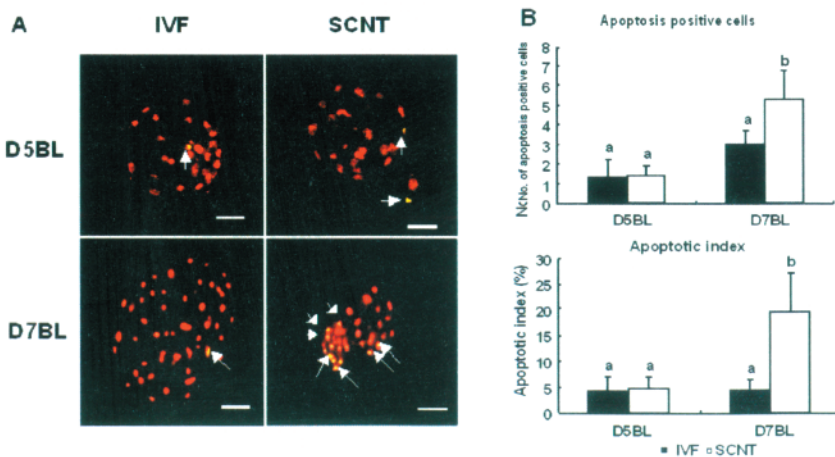 A
IVF
SCNT
D5BL
D7BL
B
Apoptosis positive cells
NcNo. of apoptosis positive cells
8
7
6
5
4
3
2
1
0
a
a
a
b
D5BL
D7BL
Apoptotic index
Apoptotic index (%)
30
25
20
15
10
5
0
a
a
a
b
D5BL
D7BL
■ IVF □ SCNT